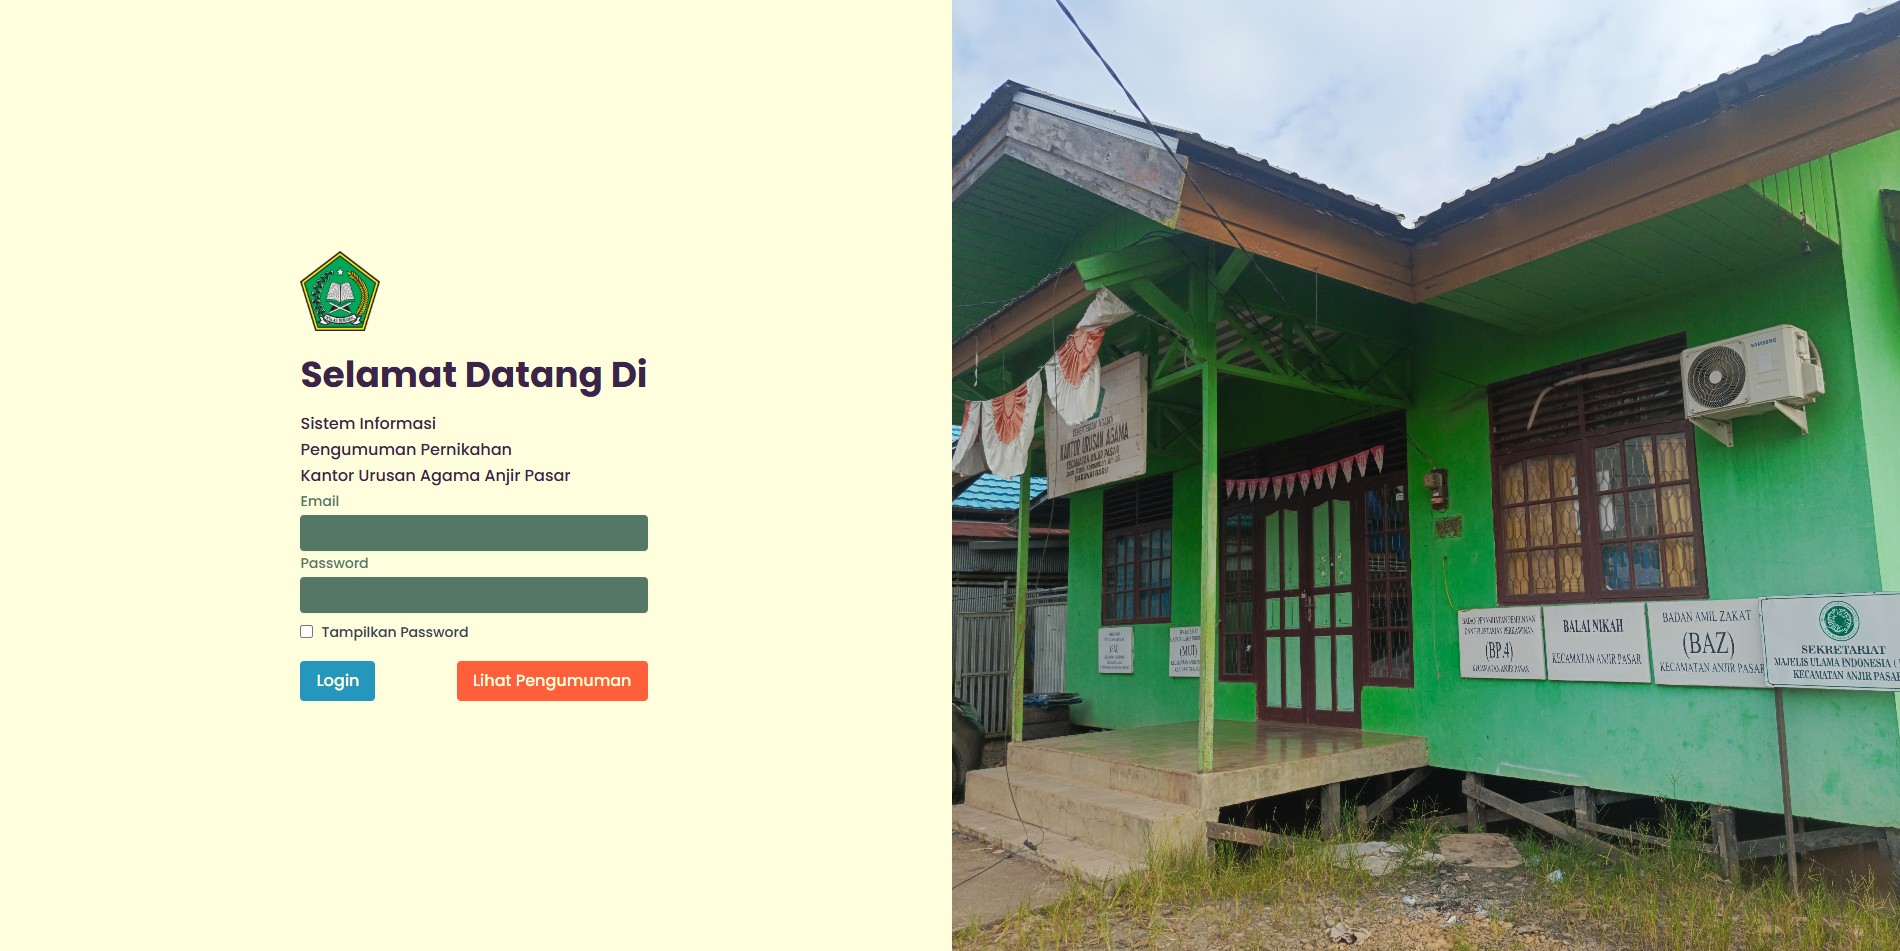 Selamat Datang Di
Sistem Informasi
Pengumuman Pernikahan
Kantor Urusan Agama Anjir Pasar
Email
Password
Tampilkan Password
Login
Lihat Pengumuman
SAMSUNG
KANTOR URUSAN AGAMA
KECAMATAN ANJIR PASAR
(MUI)
(BP.4)
KECAMATAN ANJIR PASAR
BALAI NIKAH
KECAMATAN ANJIR PASAR
BADAN AMIL ZAKAT
(BAZ)
KECAMATAN ANJIR PASAR
SEKRETARIAT
MAJELIS ULAMA INDONESIA (
KECAMATAN ANJIR PASAR